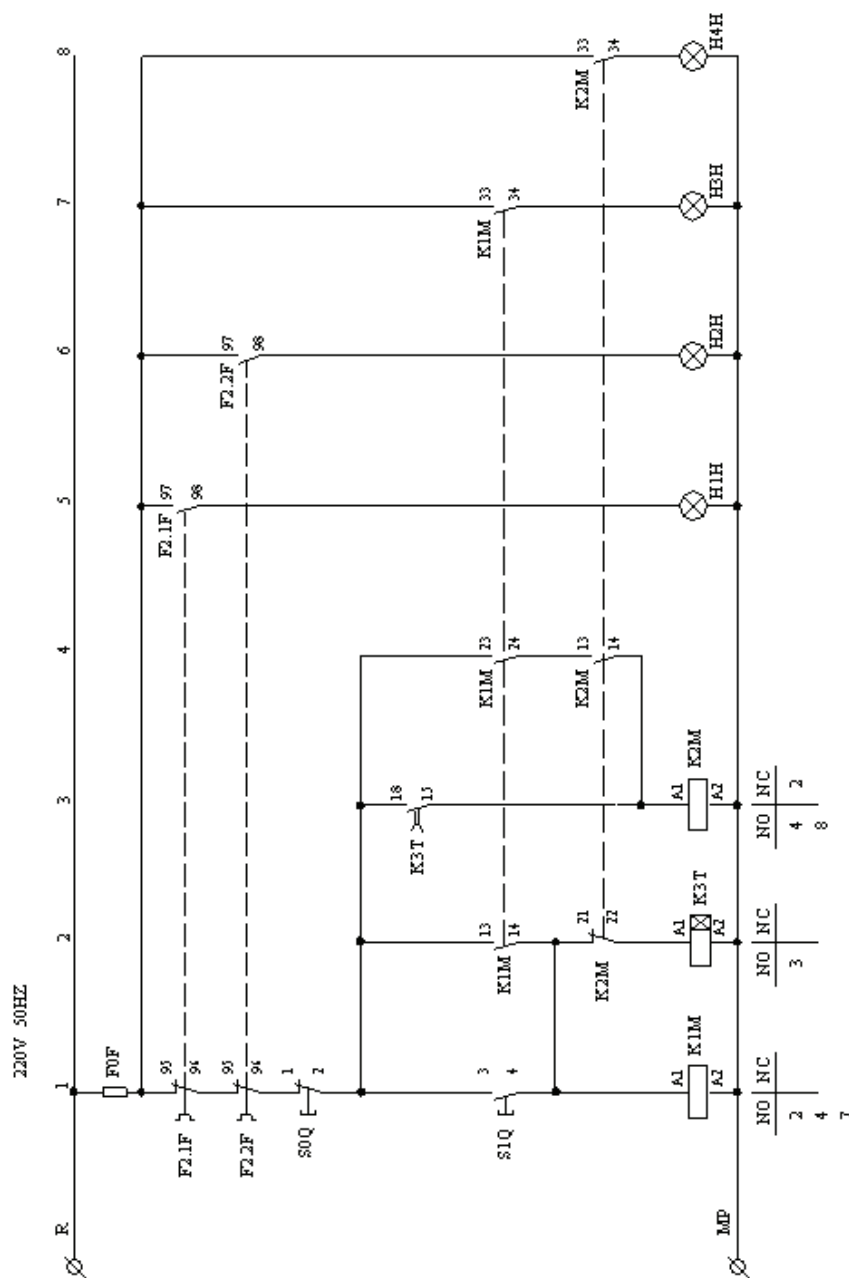 220V 50HZ
R
1
2
3
4
5
6
7
8
F0F
F2.1F
95
96
F2.2F
95
96
S0Q
1
2
S1Q
3
4
K1M
13
14
K2M
21
22
K3T
18
15
K1M
23
24
K2M
13
14
F2.1F
97
98
F2.2F
97
98
K1M
33
34
K2M
33
34
K1M
A1
A2
K3T
A1
A2
K2M
A1
A2
H1H
H2H
H3H
H4H
MP
NO NC
2
4
7
NO NC
3
NO NC
4 2
8